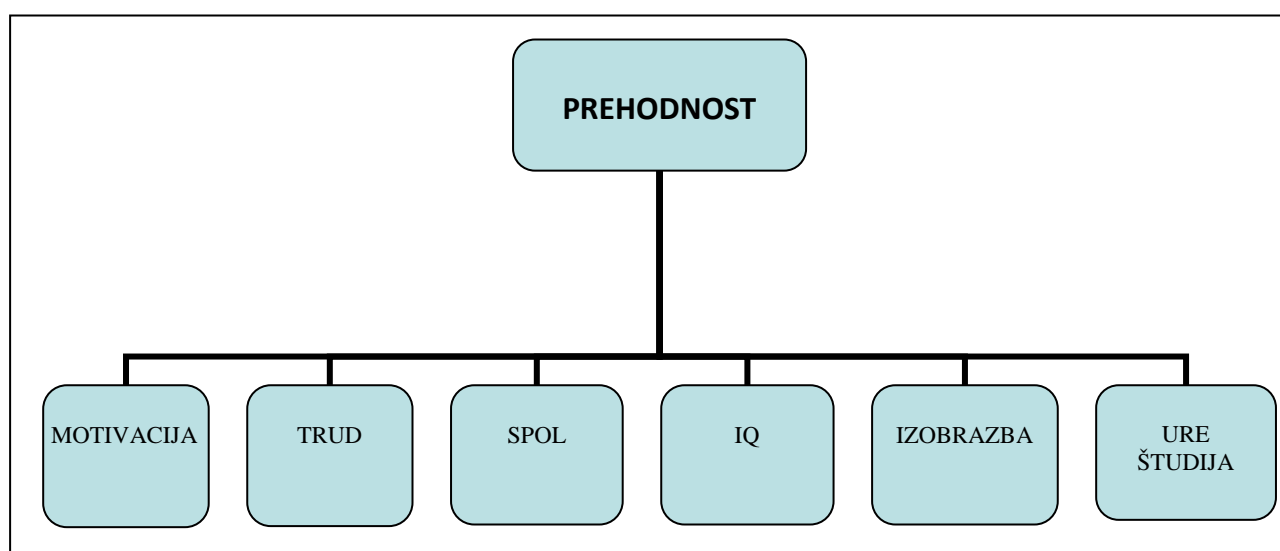 PREHODNOST
MOTIVACIJA
TRUD
SPOL
IQ
IZOBRAZBA
URE
ŠTUDIJA